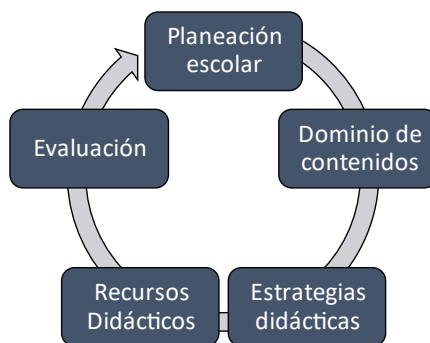 Planeación
escolar
Dominio de
contenidos
Estrategias
didácticas
Recursos
Didácticos
Evaluación